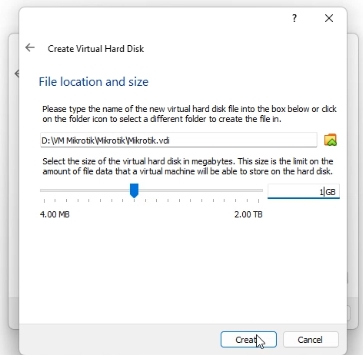 ?
Create Virtual Hard Disk
File location and size
Please type the name of the new virtual hard disk file into the box below or click
on the folder icon to select a different folder to create the file in.
D:\VM Mikrotik\Mikrotik\Mikrotik.vdi
Select the size of the virtual hard disk in megabytes. This size is the limit on the
amount of file data that a virtual machine will be able to store on the hard disk.
1 GB
4.00 MB 2.00 TB
Create Cancel